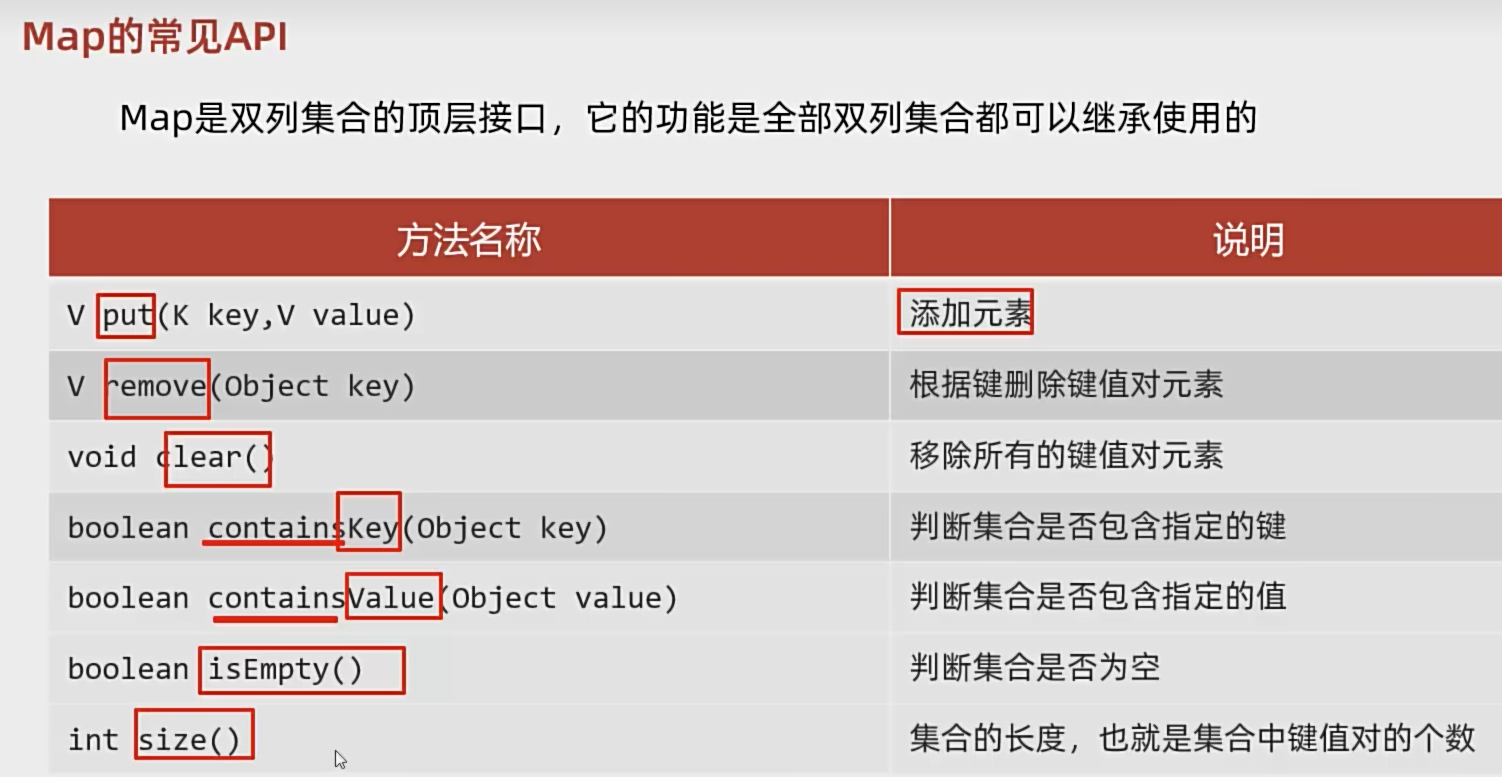 Map的常见API
Map是双列集合的顶层接口，它的功能是全部双列集合都可以继承使用的
方法名称 说明
V put(K key,V value) 添加元素
V remove(Object key) 根据键删除键值对元素
void clear() 移除所有的键值对元素
boolean containsKey(Object key) 判断集合是否包含指定的键
boolean containsValue(Object value) 判断集合是否包含指定的值
boolean isEmpty() 判断集合是否为空
int size() 集合的长度，也就是集合中键值对的个数